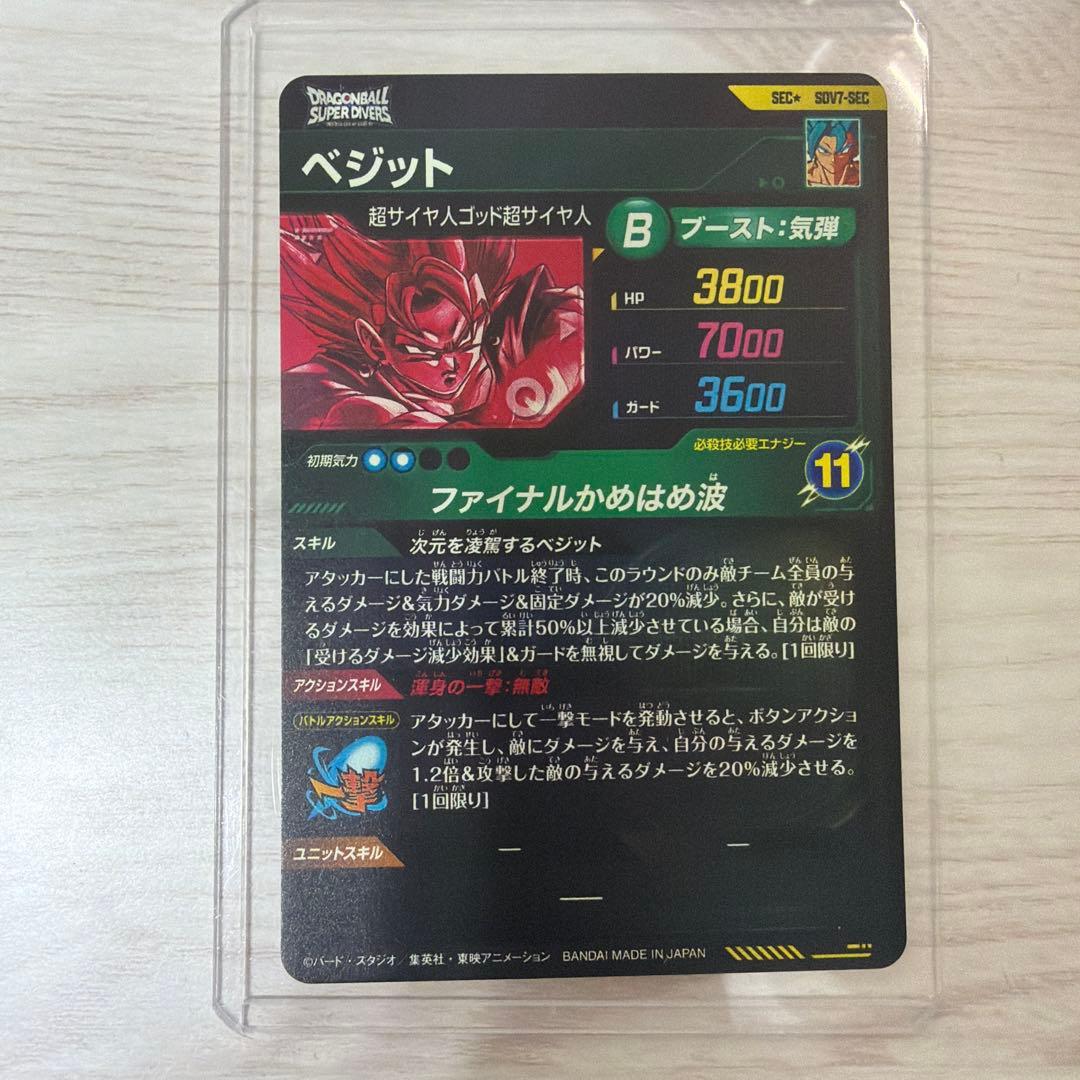 DRAGONBALL
SUPER DIVERS
SEC★ SDV7-SEC
ベジット
超サイヤ人ゴッド超サイヤ人
B ブースト:気弾
HP 3800
パワー 7000
ガード 3600
初期気力
必殺技必要エナジー
11
ファイナルかめはめ波
スキル 次元を凌駕するベジット
アタッカーにした戦闘力バトル終了時、このラウンドのみ敵チーム全員の与
えるダメージ&気力ダメージ&固定ダメージが20%減少。さらに、敵が受け
るダメージを効果によって累計50%以上減少させている場合、自分は敵の
「受けるダメージ減少効果」&ガードを無視してダメージを与える。[1回限り]
アクションスキル 渾身の一撃:無敵
バトルアクションスキル
一撃
アタッカーにして一撃モードを発動させると、ボタンアクショ
ンが発生し、敵にダメージを与え、自分の与えるダメージを
1.2倍&攻撃した敵の与えるダメージを20%減少させる。
[1回限り]
ユニットスキル ― ―
―
©バード・スタジオ/集英社・東映アニメーション BANDAI MADE IN JAPAN